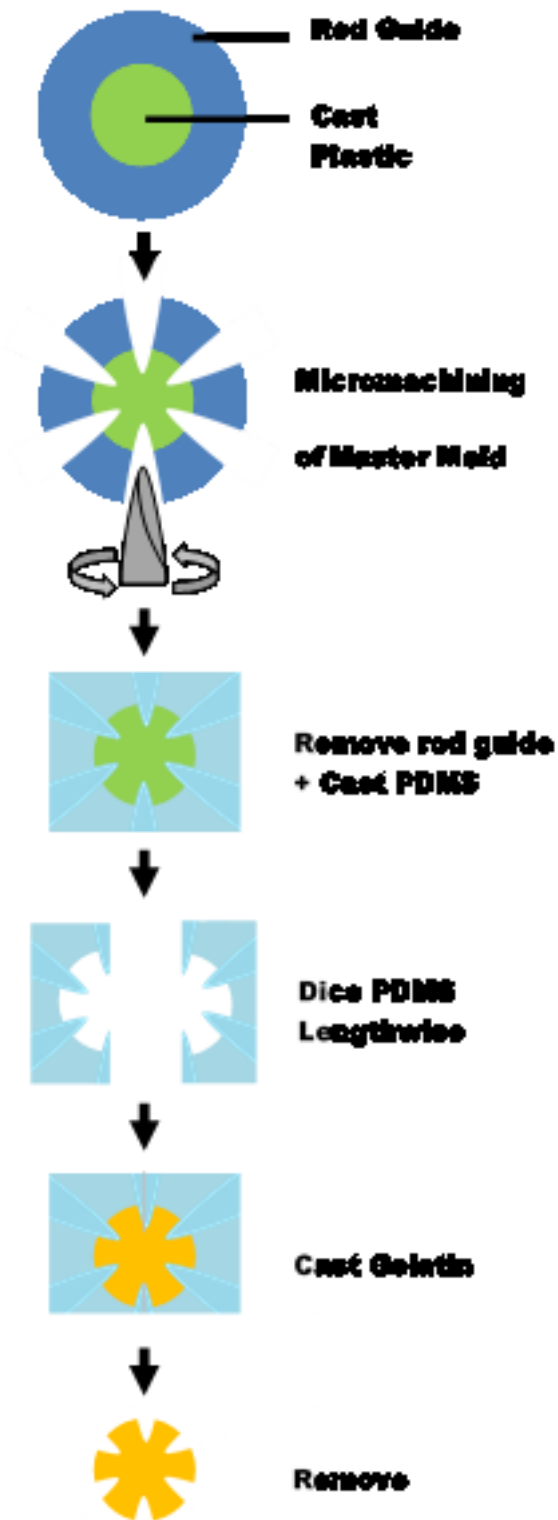 Rod Guide
Cast
Plastic
Micromachining
of Master Mold
Remove rod guide
+ Cast PDMS
Dice PDMS
Lengthwise
Cast Gelatin
Remove